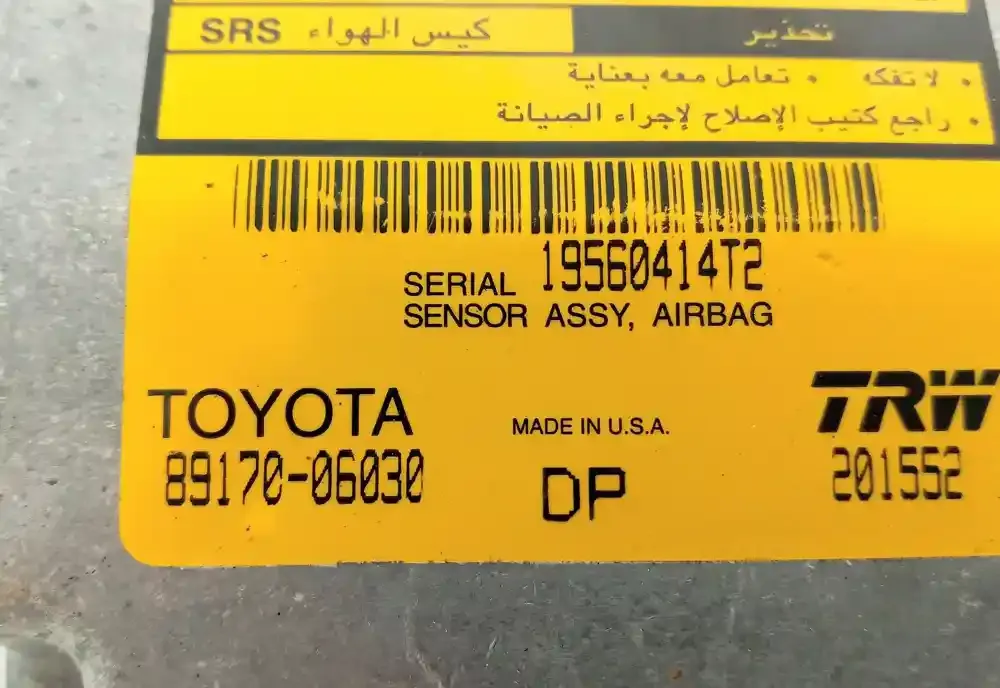 تحذير SRS كيس الهواء
• لا تفكه • تعامل معه بعناية
• راجع كتيب الإصلاح لإجراء الصيانة
SERIAL 19560414T2
SENSOR ASSY, AIRBAG
TOYOTA MADE IN U.S.A. TRW
89170-06030 DP 201552